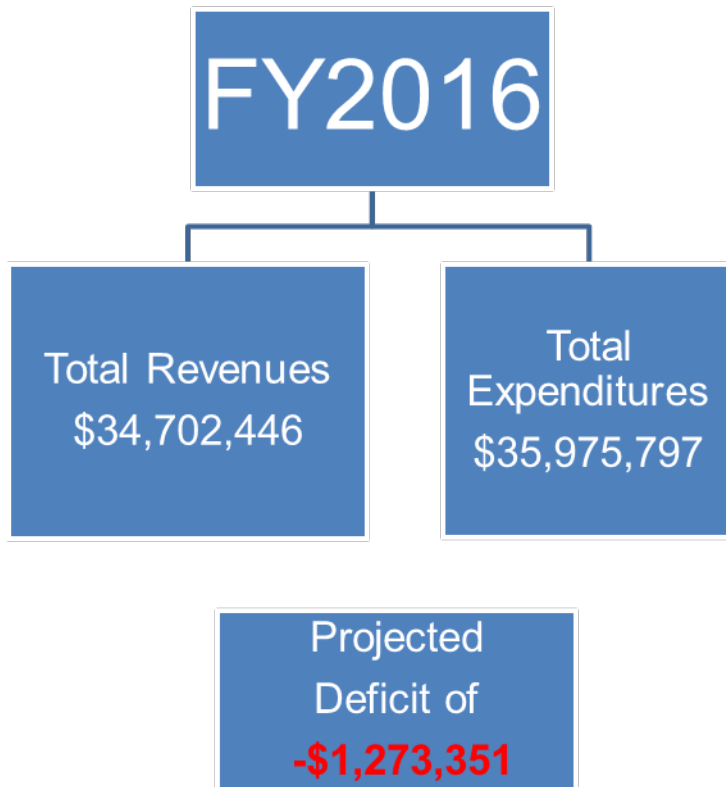 FY2016
Total Revenues
$34,702,446
Total
Expenditures
$35,975,797
Projected
Deficit of
-$1,273,351